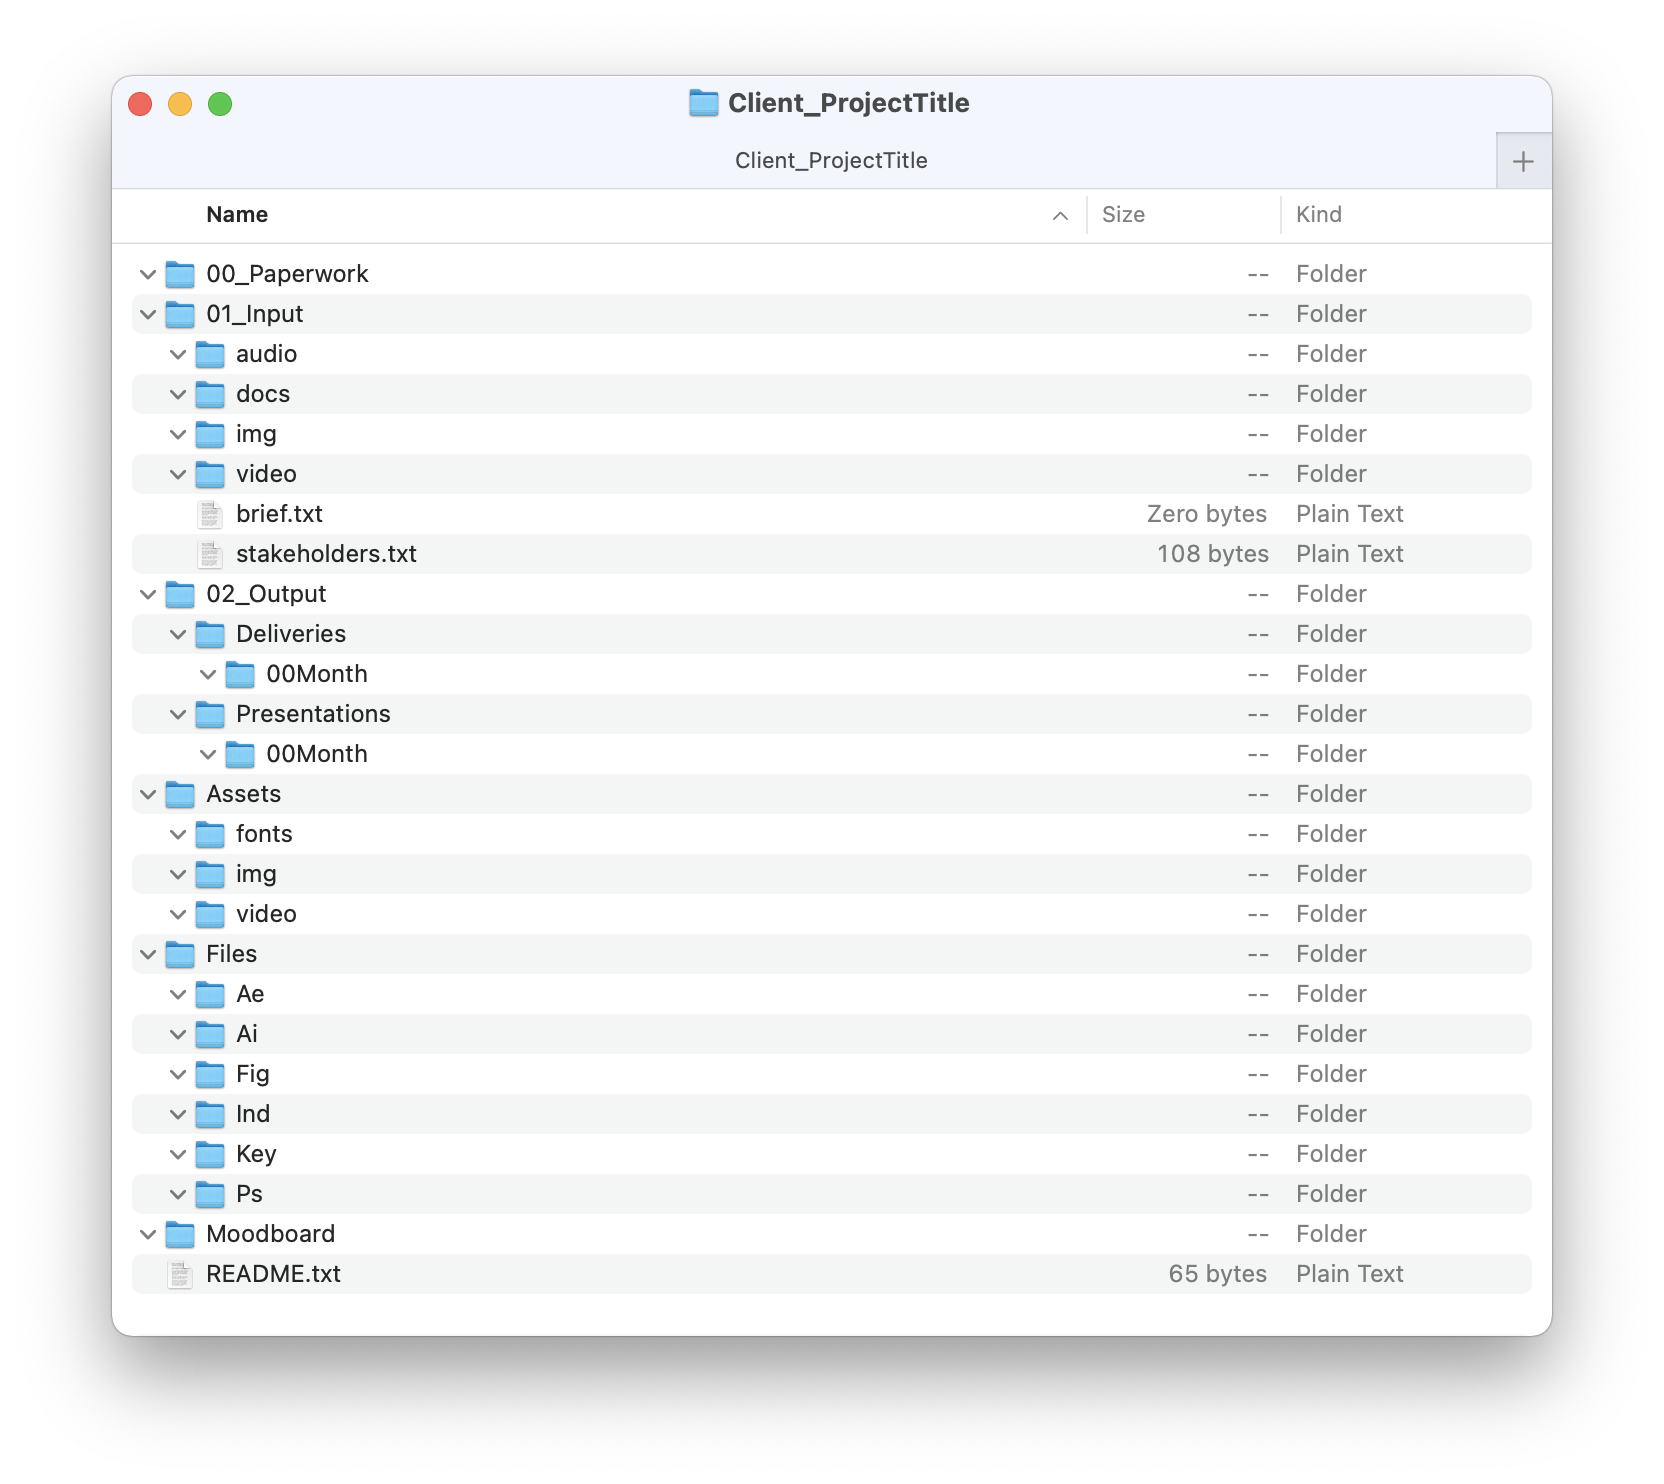 Client_ProjectTitle
Client_ProjectTitle
Name Size Kind
00_Paperwork -- Folder
01_Input -- Folder
audio -- Folder
docs -- Folder
img -- Folder
video -- Folder
brief.txt Zero bytes Plain Text
stakeholders.txt 108 bytes Plain Text
02_Output -- Folder
Deliveries -- Folder
00Month -- Folder
Presentations -- Folder
00Month -- Folder
Assets -- Folder
fonts -- Folder
img -- Folder
video -- Folder
Files -- Folder
Ae -- Folder
Ai -- Folder
Fig -- Folder
Ind -- Folder
Key -- Folder
Ps -- Folder
Moodboard -- Folder
README.txt 65 bytes Plain Text